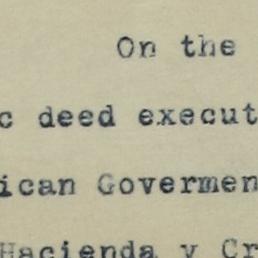 On the
c deed execut
ican Govermen
Hacienda y Cr